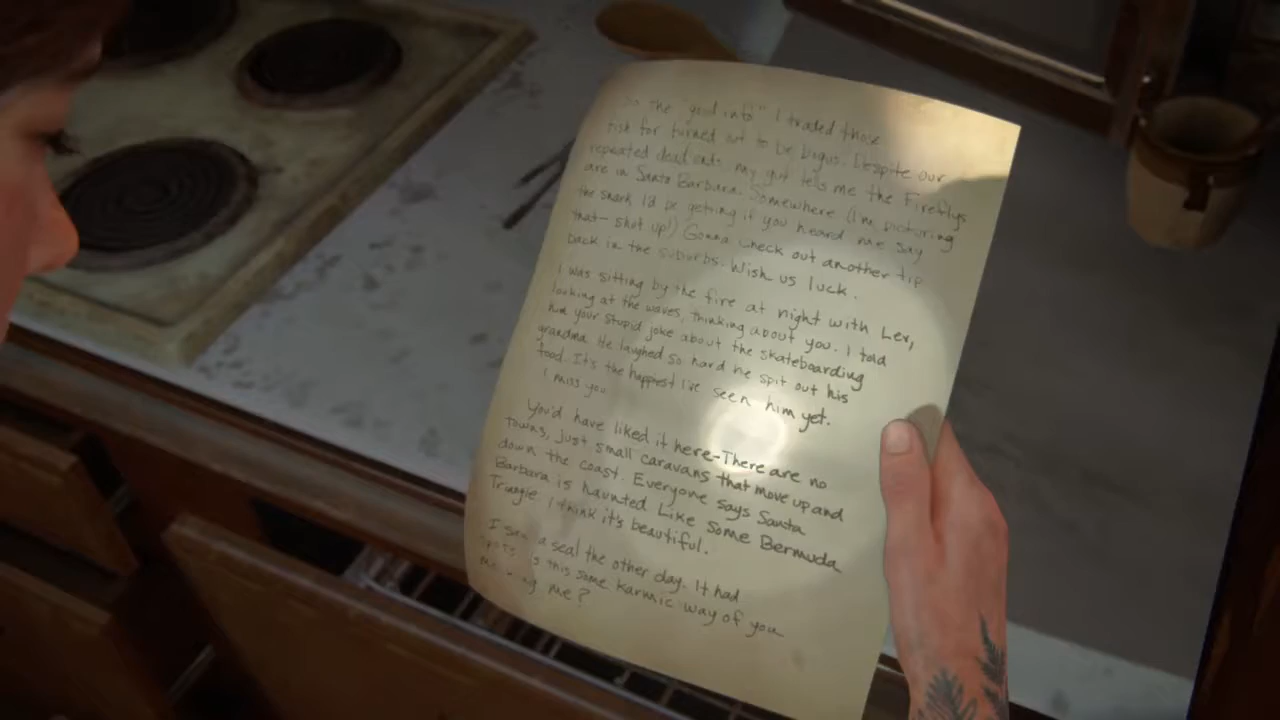 So the "good info" I traded those
fish for turned out to be bogus. Despite our
repeated dead ends my gut tells me the Fireflys
are in Santa Barbara. Somewhere (I'm picturing
the snark I'd be getting if you heard me say
that— shut up!) Gonna check out another tip
back in the suburbs. Wish us luck.
I was sitting by the fire at night with Lev,
looking at the waves, thinking about you. I told
him your stupid joke about the skateboarding
grandma. He laughed so hard he spit out his
food. It's the happiest I've seen him yet.
I miss you
You'd have liked it here-There are no
towns, just small caravans that move up and
down the coast. Everyone says Santa
Barbara is haunted Like some Bermuda
Triangle. I think it's beautiful.
I saw a seal the other day. It had
spots. Is this some karmic way of you
me?